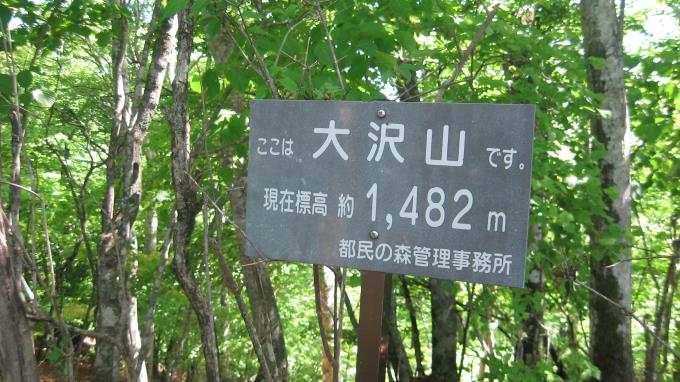 ここは 大沢山 です。
現在標高 約 1,482 m
都民の森管理事務所